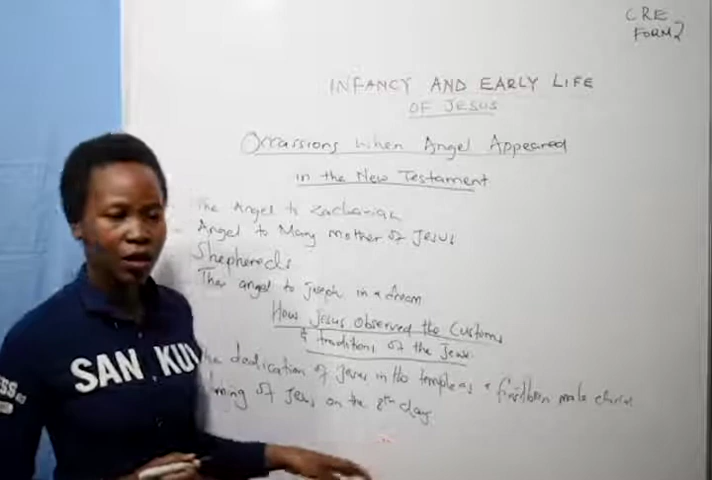 CRE
FORM 2
INFANCY AND EARLY LIFE
OF JESUS
Occassions when Angel Appeared
in the New Testament
The Angel to Zachariah
Angel to Mary mother of Jesus
Shephereds
The angel to Joseph in a dream
How Jesus Observed the Customs
& traditions of the Jews
The dedication of Jesus in the temple as a firstborn male
of Jesus on the 8th day
SAN KU